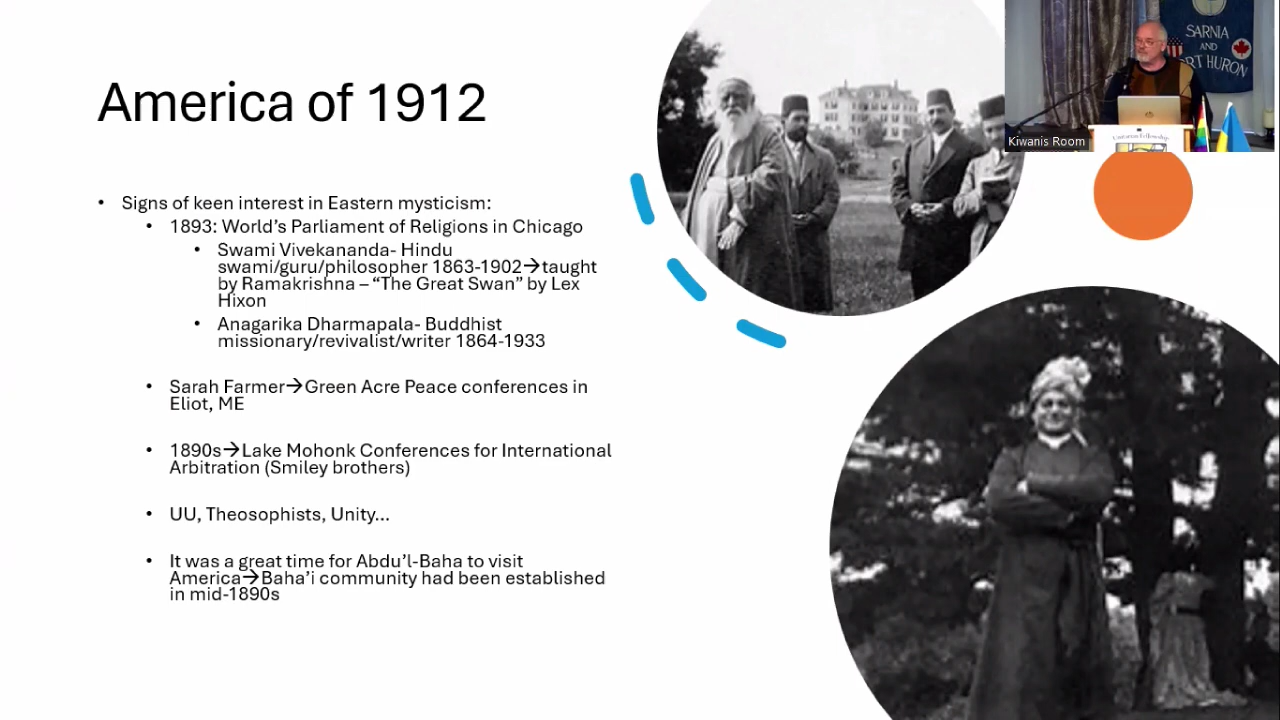 America of 1912
• Signs of keen interest in Eastern mysticism:
• 1893: World's Parliament of Religions in Chicago
• Swami Vivekananda- Hindu
swami/guru/philosopher 1863-1902→taught
by Ramakrishna – “The Great Swan” by Lex
Hixon
• Anagarika Dharmapala- Buddhist
missionary/revivalist/writer 1864-1933
• Sarah Farmer→Green Acre Peace conferences in
Eliot, ME
• 1890s→Lake Mohonk Conferences for International
Arbitration (Smiley brothers)
• UU, Theosophists, Unity...
• It was a great time for Abdu'l-Baha to visit
America→Baha'i community had been established
in mid-1890s
SARNIA
AND
RT HURON
Kiwanis Room
Unitarian Fellowship